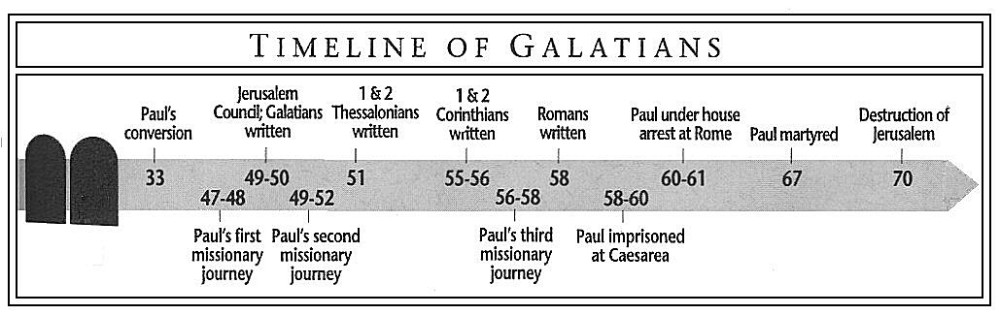 TIMELINE OF GALATIANS
Paul's
conversion
Jerusalem
Council; Galatians
written
1 & 2
Thessalonians
written
1 & 2
Corinthians
written
Romans
written
Paul under house
arrest at Rome
Paul martyred
Destruction of
Jerusalem
33
49-50
51
55-56
58
60-61
67
70
47-48
49-52
56-58
58-60
Paul's first
missionary
journey
Paul's second
missionary
journey
Paul's third
missionary
journey
Paul imprisoned
at Caesarea